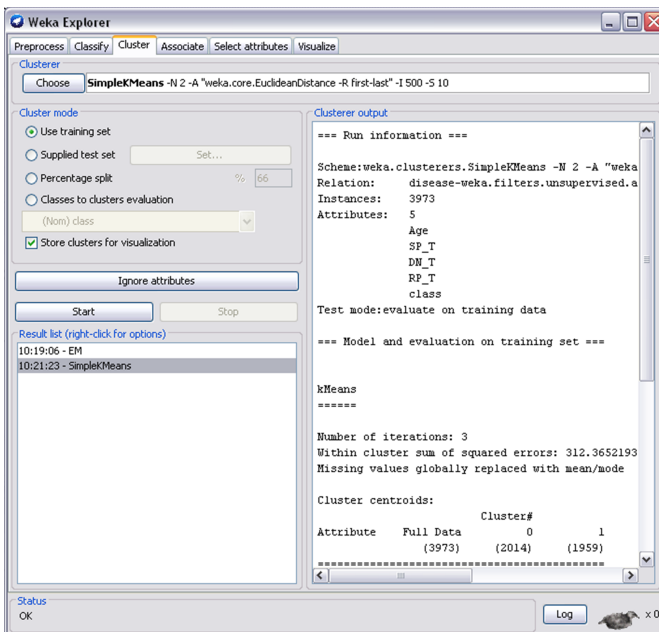 Weka Explorer
Preprocess Classify Cluster Associate Select attributes Visualize
Clusterer
Choose SimpleKMeans -N 2 -A "weka.core.EuclideanDistance -R first-last" -I 500 -S 10
Cluster mode
Use training set
Supplied test set Set...
Percentage split % 66
Classes to clusters evaluation
(Nom) class
Store clusters for visualization
Ignore attributes
Start Stop
Result list (right-click for options)
10:19:06 - EM
10:21:23 - SimpleKMeans
Clusterer output
=== Run information ===
Scheme:weka.clusterers.SimpleKMeans -N 2 -A "weka
Relation: disease-weka.filters.unsupervised.a
Instances: 3973
Attributes: 5
Age
SP_T
DN_T
RP_T
class
Test mode:evaluate on training data
=== Model and evaluation on training set ===
kMeans
======
Number of iterations: 3
Within cluster sum of squared errors: 312.3652193
Missing values globally replaced with mean/mode
Cluster centroids:
Cluster#
Attribute Full Data 0 1
(3973) (2014) (1959)
============================================
Status
OK
Log
x 0